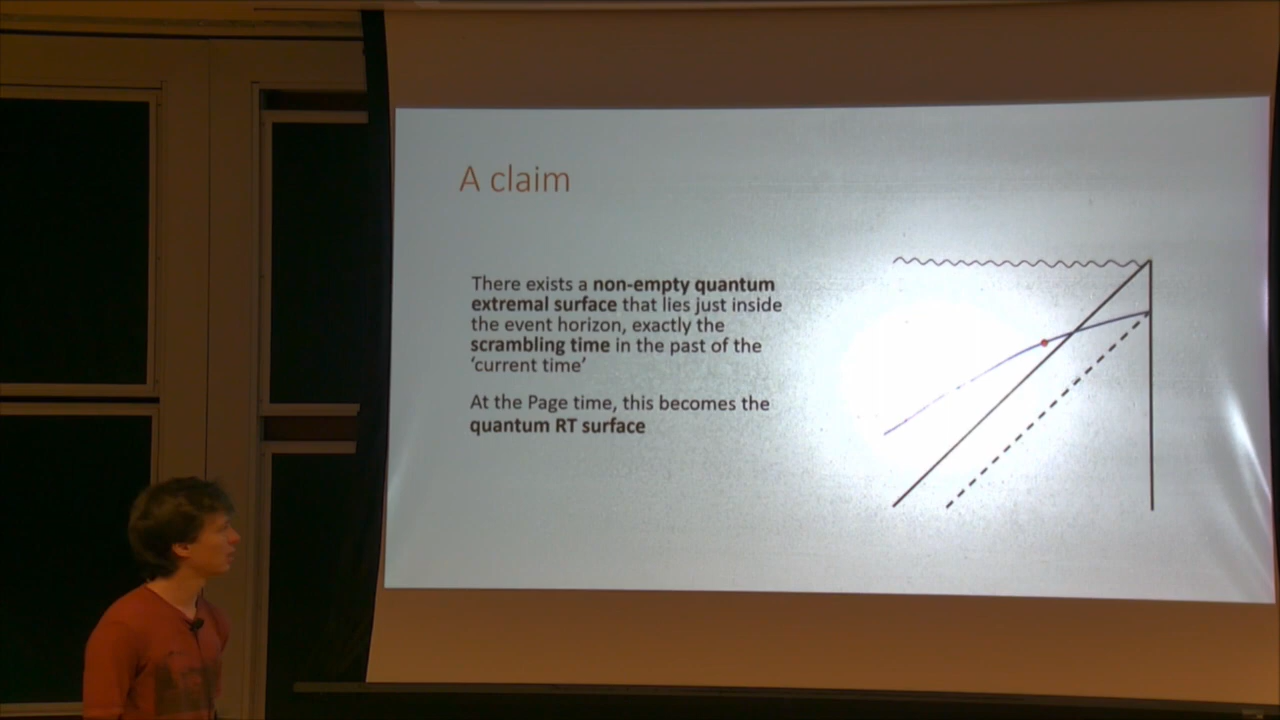 A claim
There exists a non-empty quantum
extremal surface that lies just inside
the event horizon, exactly the
scrambling time in the past of the
‘current time’
At the Page time, this becomes the
quantum RT surface